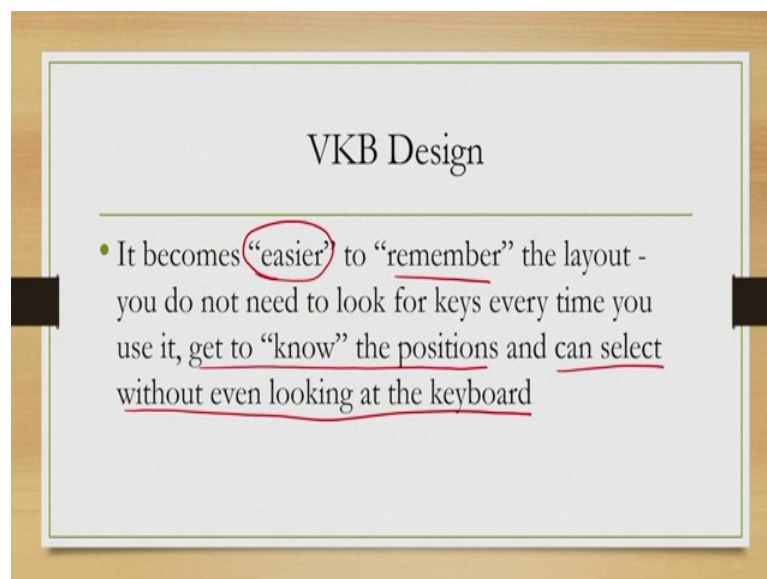 VKB Design
• It becomes “easier” to “remember” the layout -
you do not need to look for keys every time you
use it, get to “know” the positions and can select
without even looking at the keyboard